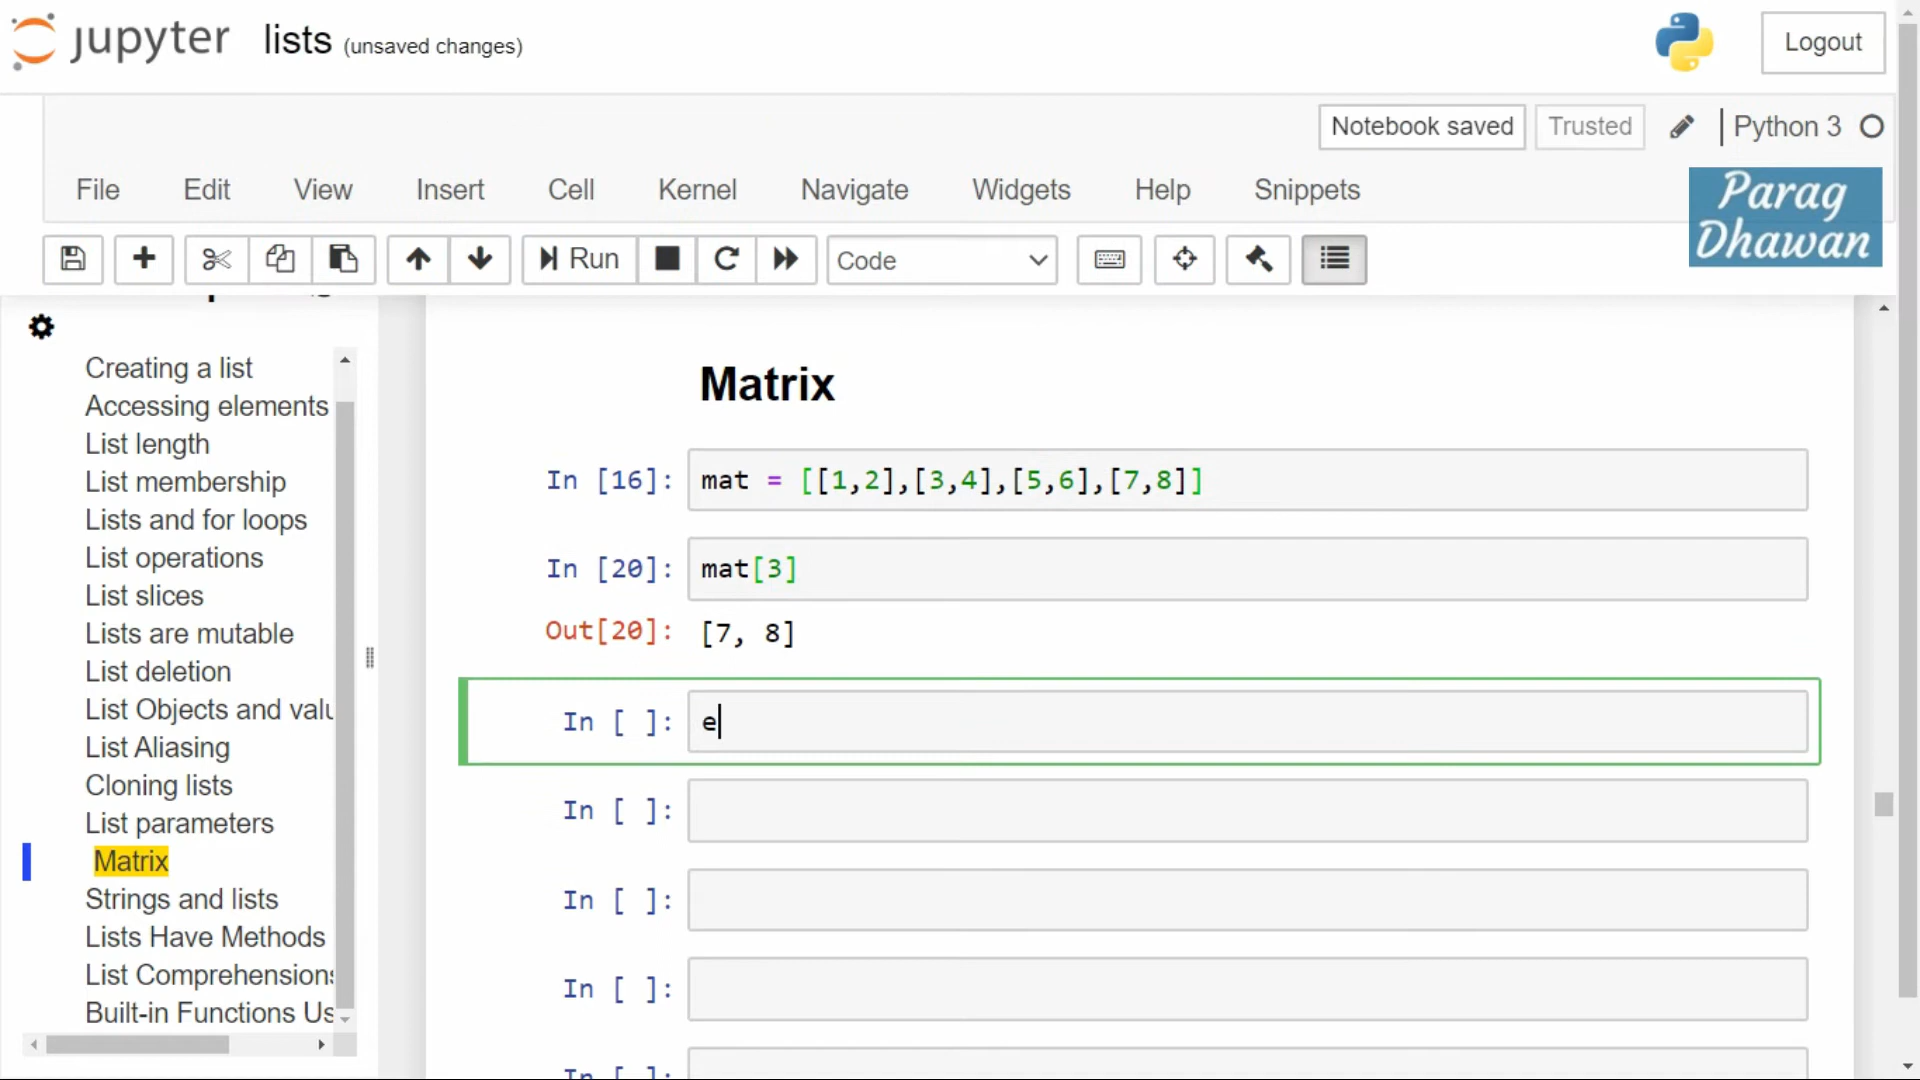 jupyter lists (unsaved changes)
Logout
Notebook saved Trusted Python 3
File Edit View Insert Cell Kernel Navigate Widgets Help Snippets
Parag
Dhawan
Run Code
Creating a list
Accessing elements
List length
List membership
Lists and for loops
List operations
List slices
Lists are mutable
List deletion
List Objects and valu
List Aliasing
Cloning lists
List parameters
Matrix
Strings and lists
Lists Have Methods
List Comprehensions
Built-in Functions Us
Matrix
In [16]: mat = [[1,2],[3,4],[5,6],[7,8]]
In [20]: mat[3]
Out[20]: [7, 8]
In [ ]: e
In [ ]:
In [ ]:
In [ ]:
In [ ]: